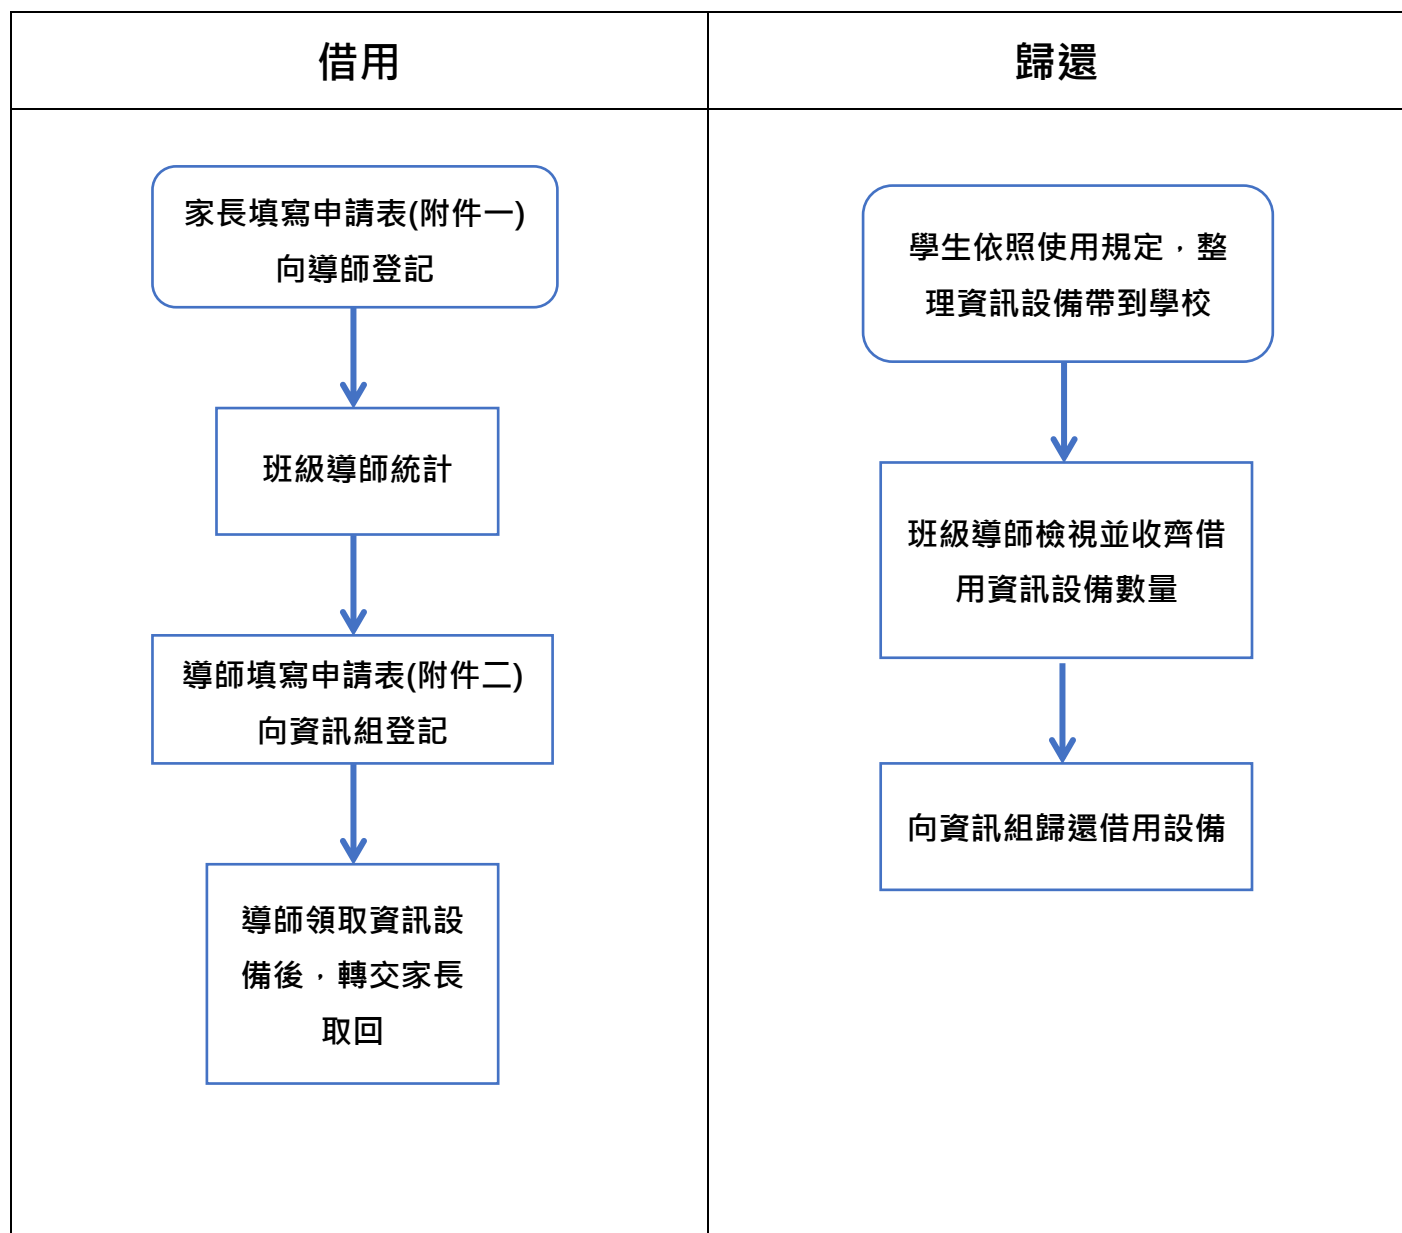 借用
歸還
家長填寫申請表(附件一)
向導師登記
班級導師統計
導師填寫申請表(附件二)
向資訊組登記
導師領取資訊設
備後，轉交家長
取回
學生依照使用規定，整
理資訊設備帶到學校
班級導師檢視並收齊借
用資訊設備數量
向資訊組歸還借用設備